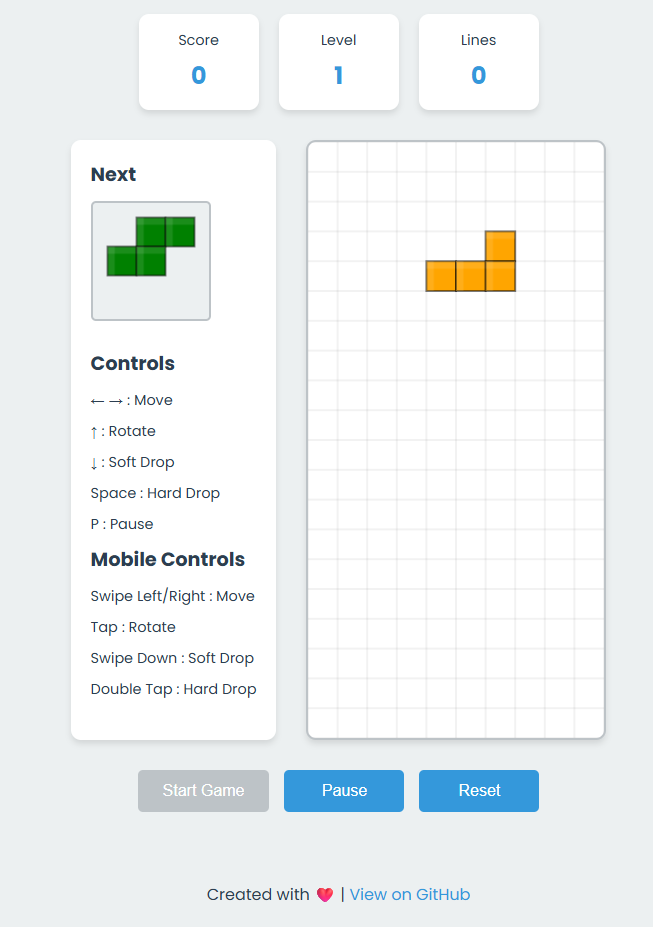 Score
Level
Lines
0
1
0
Next
Controls
← → : Move
↑ : Rotate
↓ : Soft Drop
Space : Hard Drop
P : Pause
Mobile Controls
Swipe Left/Right : Move
Tap : Rotate
Swipe Down : Soft Drop
Double Tap : Hard Drop
Start Game
Pause
Reset
Created with ❤️ | View on GitHub